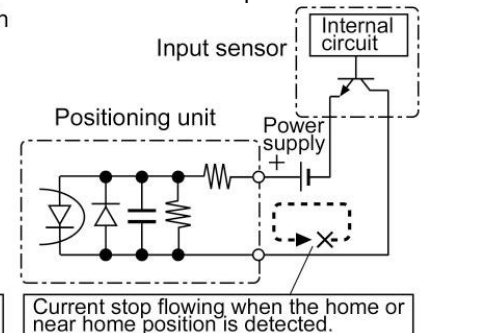 n
Internal
circuit
Input sensor
Positioning unit
Power
supply
+
Current stop flowing when the home or
near home position is detected.